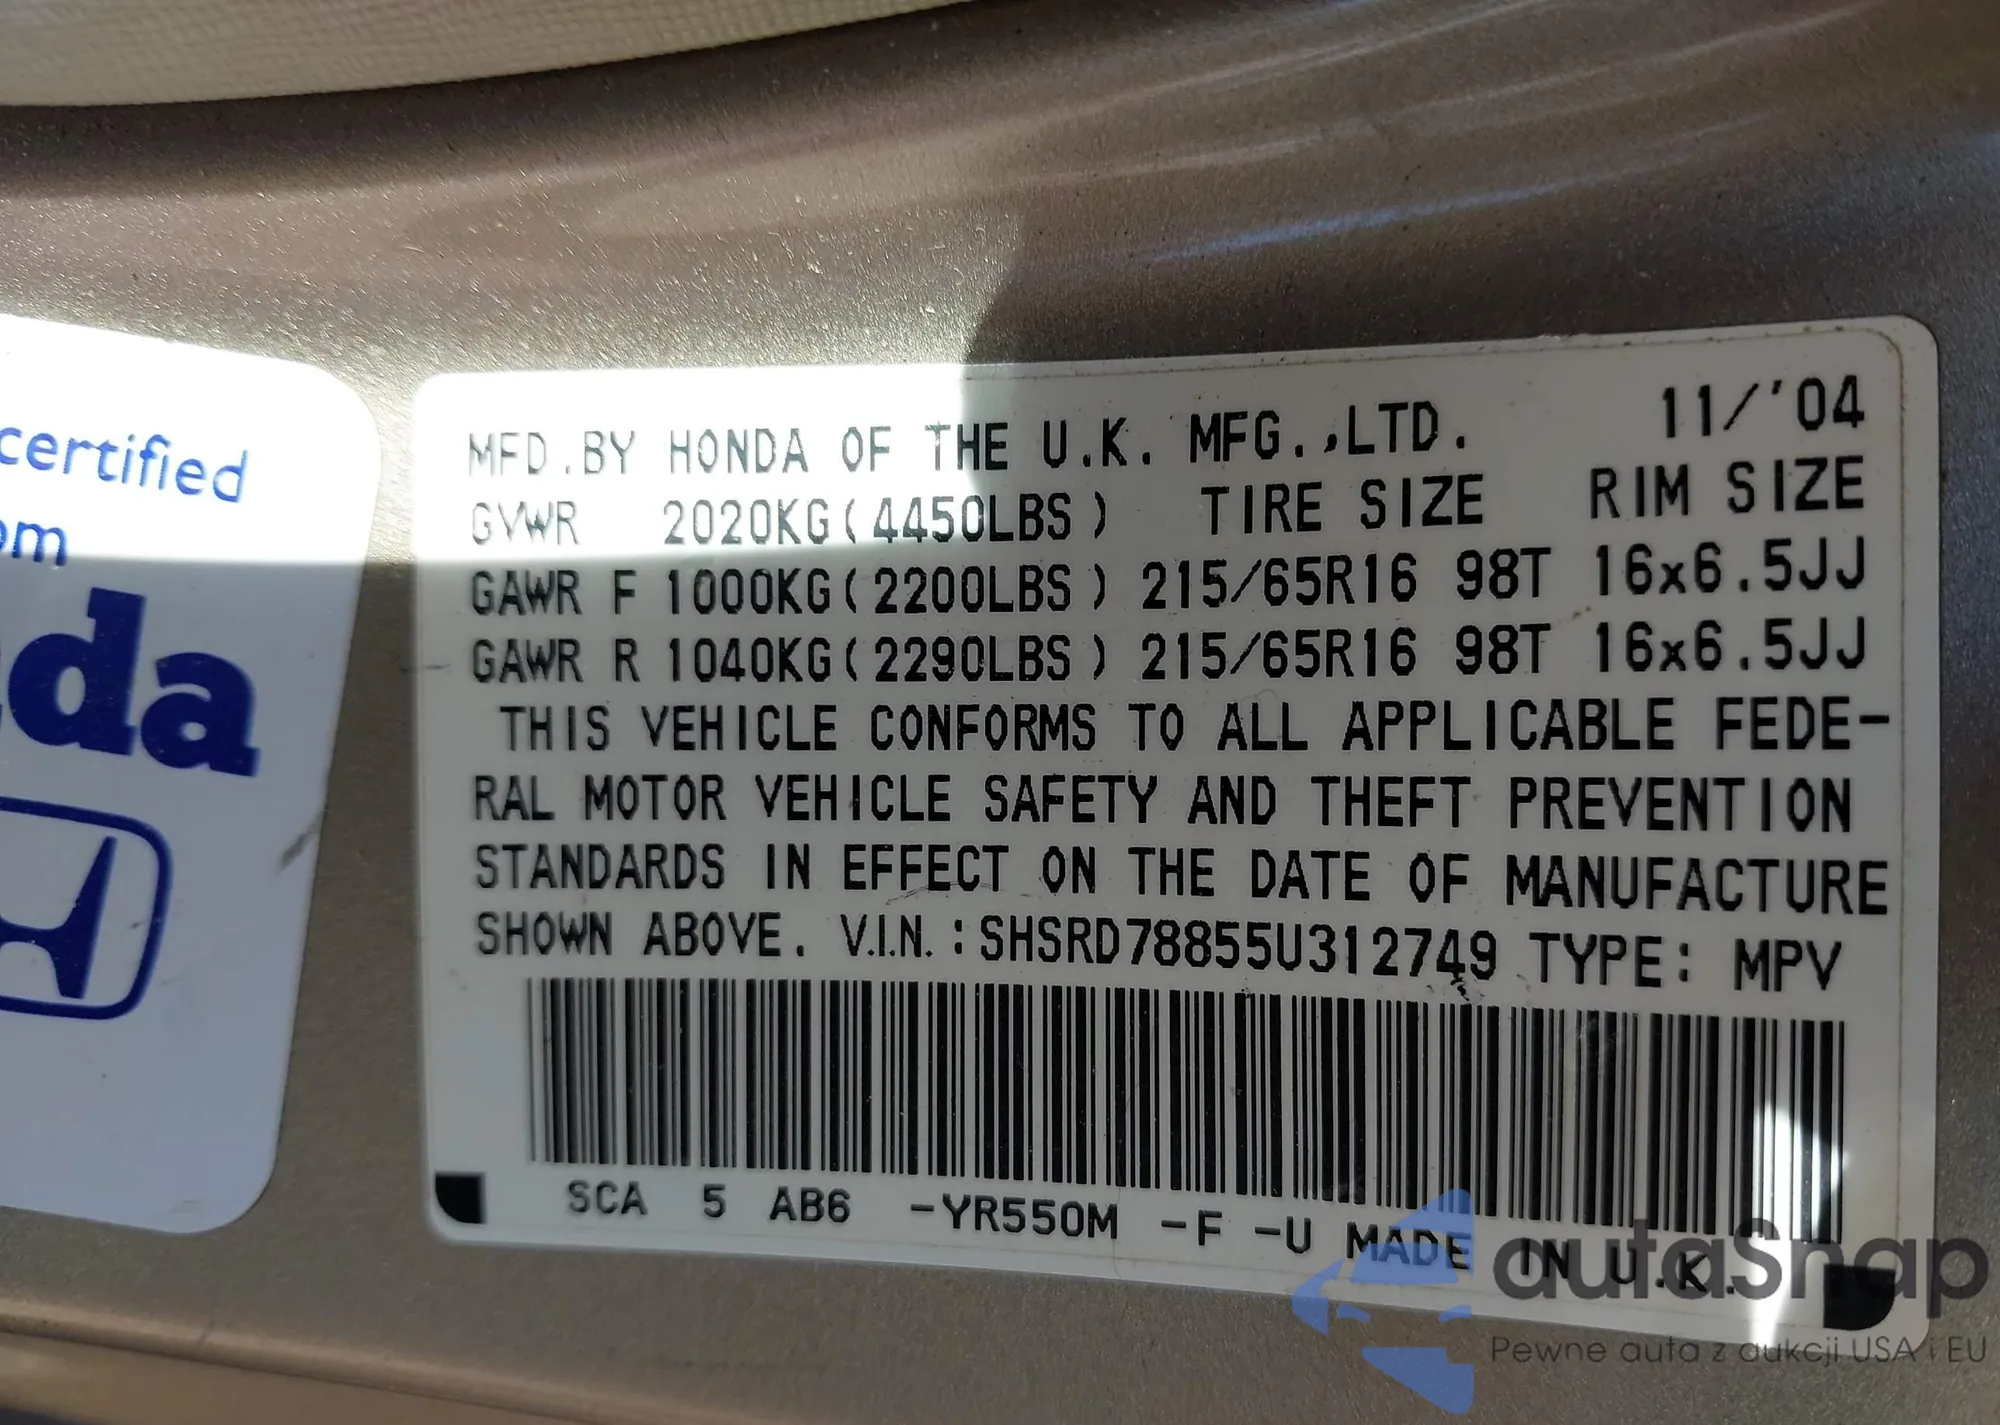 certified
om
da
MFD.BY HONDA OF THE U.K. MFG.,LTD. 11/'04
GVWR 2020KG(4450LBS) TIRE SIZE RIM SIZE
GAWR F 1000KG(2200LBS) 215/65R16 98T 16x6.5JJ
GAWR R 1040KG(2290LBS) 215/65R16 98T 16x6.5JJ
THIS VEHICLE CONFORMS TO ALL APPLICABLE FEDE-
RAL MOTOR VEHICLE SAFETY AND THEFT PREVENTION
STANDARDS IN EFFECT ON THE DATE OF MANUFACTURE
SHOWN ABOVE. V.I.N.:SHSRD78855U312749 TYPE: MPV
SCA 5 AB6 -YR550M -F -U MADE IN U.K.
autaSnap
Pewne auta z aukcji USA i EU